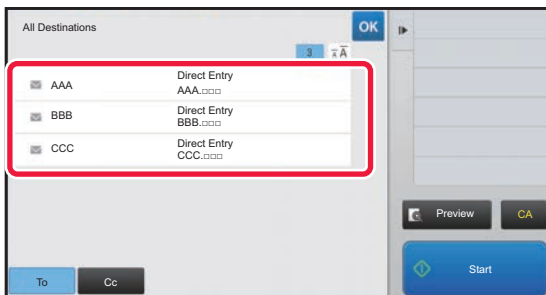 All Destinations
OK
3
AAA
Direct Entry
AAA.□□□
BBB
Direct Entry
BBB.□□□
CCC
Direct Entry
CCC.□□□
Preview
CA
Start
To
Cc